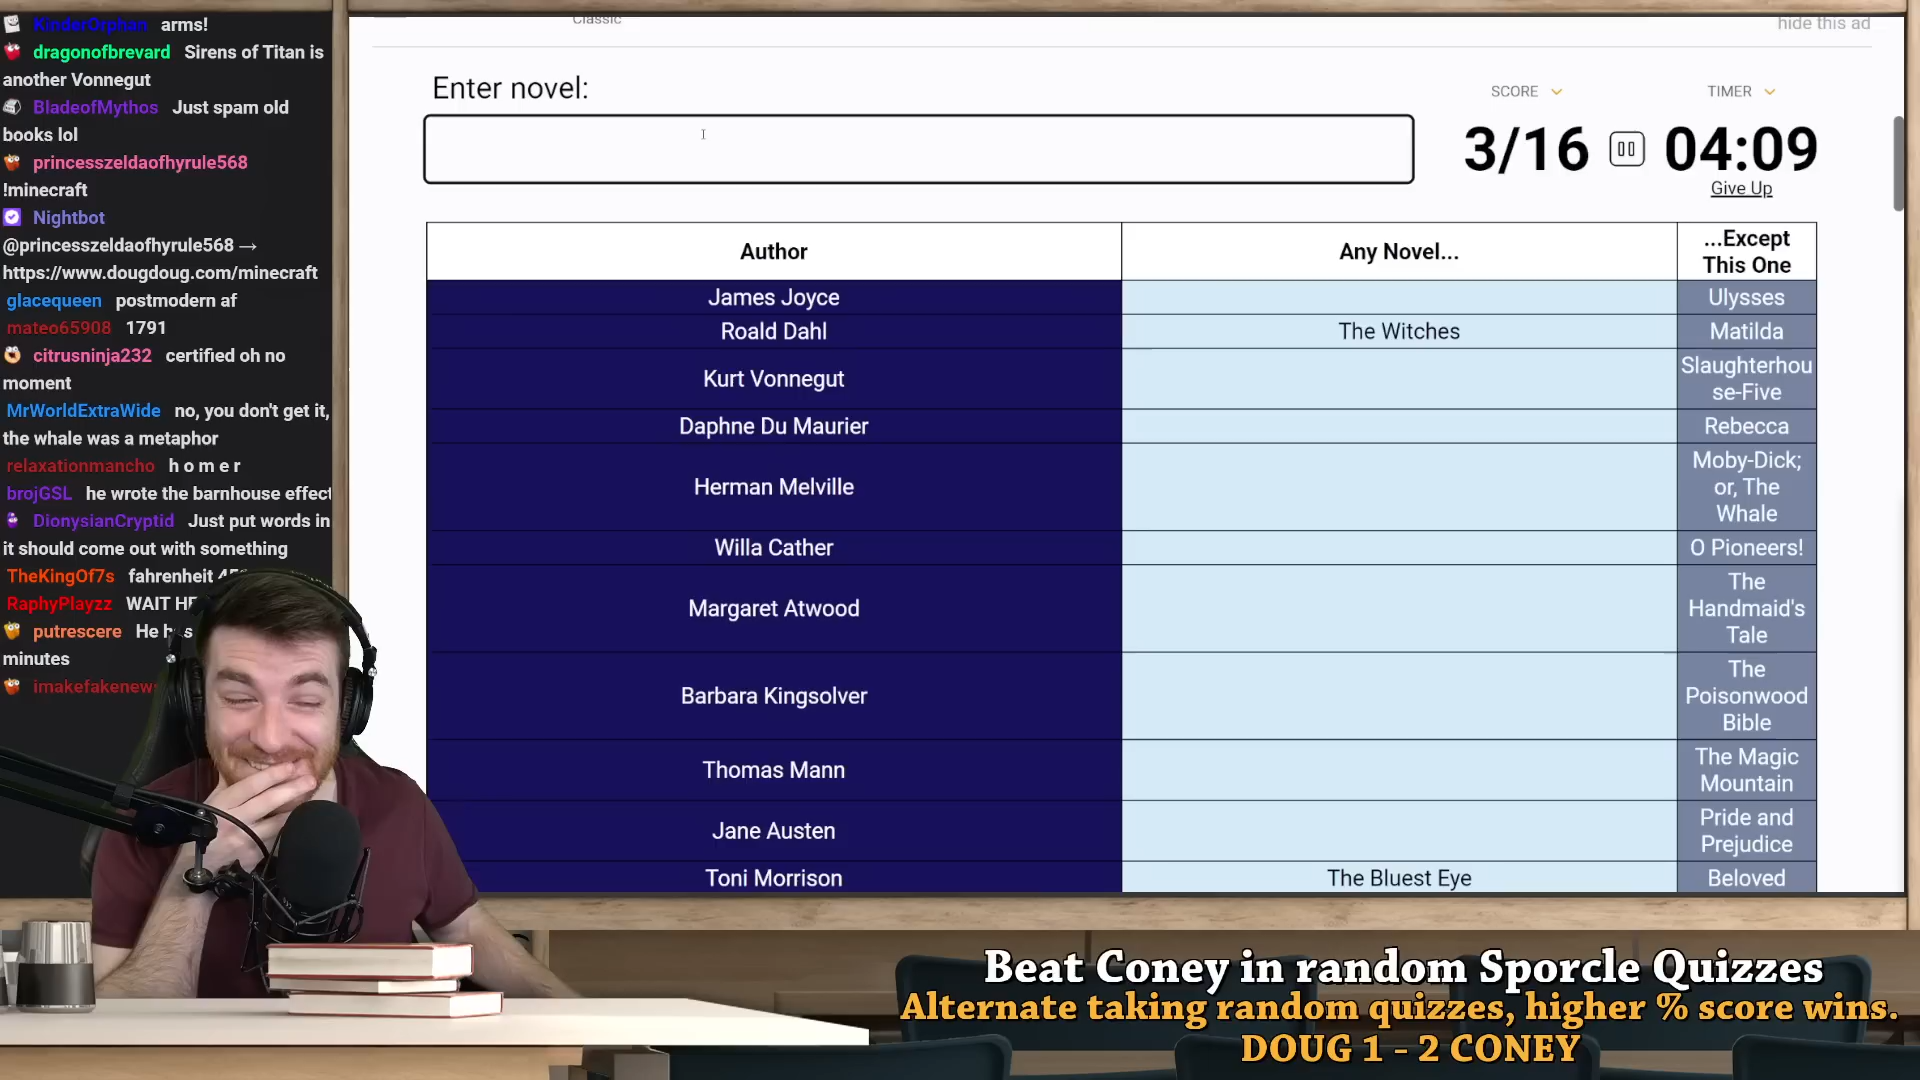 KinderOrphan arms!
dragonofbrevard Sirens of Titan is
another Vonnegut
BladeofMythos Just spam old
books lol
princesszeldaofhyrule568
!minecraft
Nightbot
@princesszeldaofhyrule568 →
https://www.dougdoug.com/minecraft
glacequeen postmodern af
mateo65908 1791
citrusninja232 certified oh no
moment
MrWorldExtraWide no, you don't get it,
the whale was a metaphor
relaxationmancho h o m e r
brojGSL he wrote the barnhouse effect
DionysianCryptid Just put words in
it should come out with something
TheKingOf7s fahrenheit
RaphyPlayzz WAIT
putrescere He
minutes
imakefakenews
Classic
hide this ad
Enter novel:
SCORE
TIMER
3/16
04:09
Give Up
Author
Any Novel...
...Except
This One
James Joyce
Ulysses
Roald Dahl
The Witches
Matilda
Kurt Vonnegut
Slaughterhou
se-Five
Daphne Du Maurier
Rebecca
Herman Melville
Moby-Dick;
or, The
Whale
Willa Cather
O Pioneers!
Margaret Atwood
The
Handmaid's
Tale
Barbara Kingsolver
The
Poisonwood
Bible
Thomas Mann
The Magic
Mountain
Jane Austen
Pride and
Prejudice
Toni Morrison
The Bluest Eye
Beloved
Beat Coney in random Sporcle Quizzes
Alternate taking random quizzes, higher % score wins.
DOUG 1 - 2 CONEY